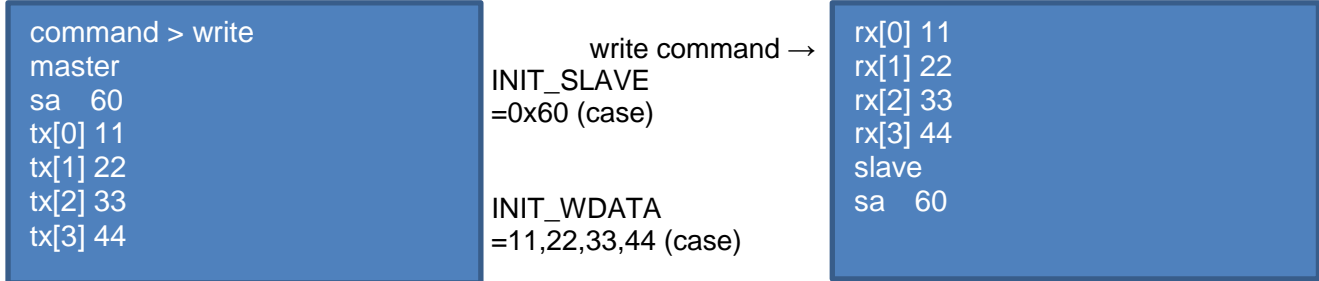 command > write
master
sa 60
tx[0] 11
tx[1] 22
tx[2] 33
tx[3] 44
write command →
INIT_SLAVE
=0x60 (case)
INIT_WDATA
=11,22,33,44 (case)
rx[0] 11
rx[1] 22
rx[2] 33
rx[3] 44
slave
sa 60